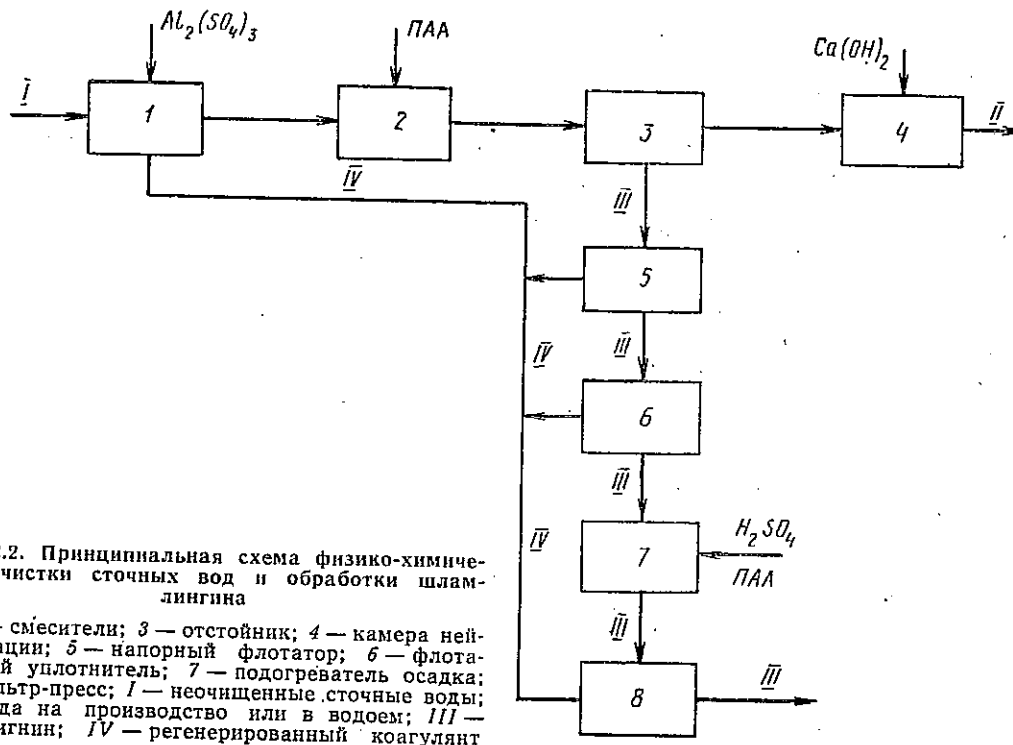 Al₂(SO₄)₃
ПАА
Ca(OH)₂
I
1
2
3
4
II
IV
III
5
III
IV
6
III
H₂SO₄
7
ПАА
IV
III
8
III
.2. Принципиальная схема физико-химиче-
чистки сточных вод и обработки шлам-
лингина
— смесители; 3 — отстойник; 4 — камера ней-
ации; 5 — напорный флотатор; 6 — флота-
й уплотнитель; 7 — подогреватель осадка;
льтр-пресс; I — неочищенные сточные воды;
да на производство или в водоем; III —
игнин; IV — регенерированный коагулянт